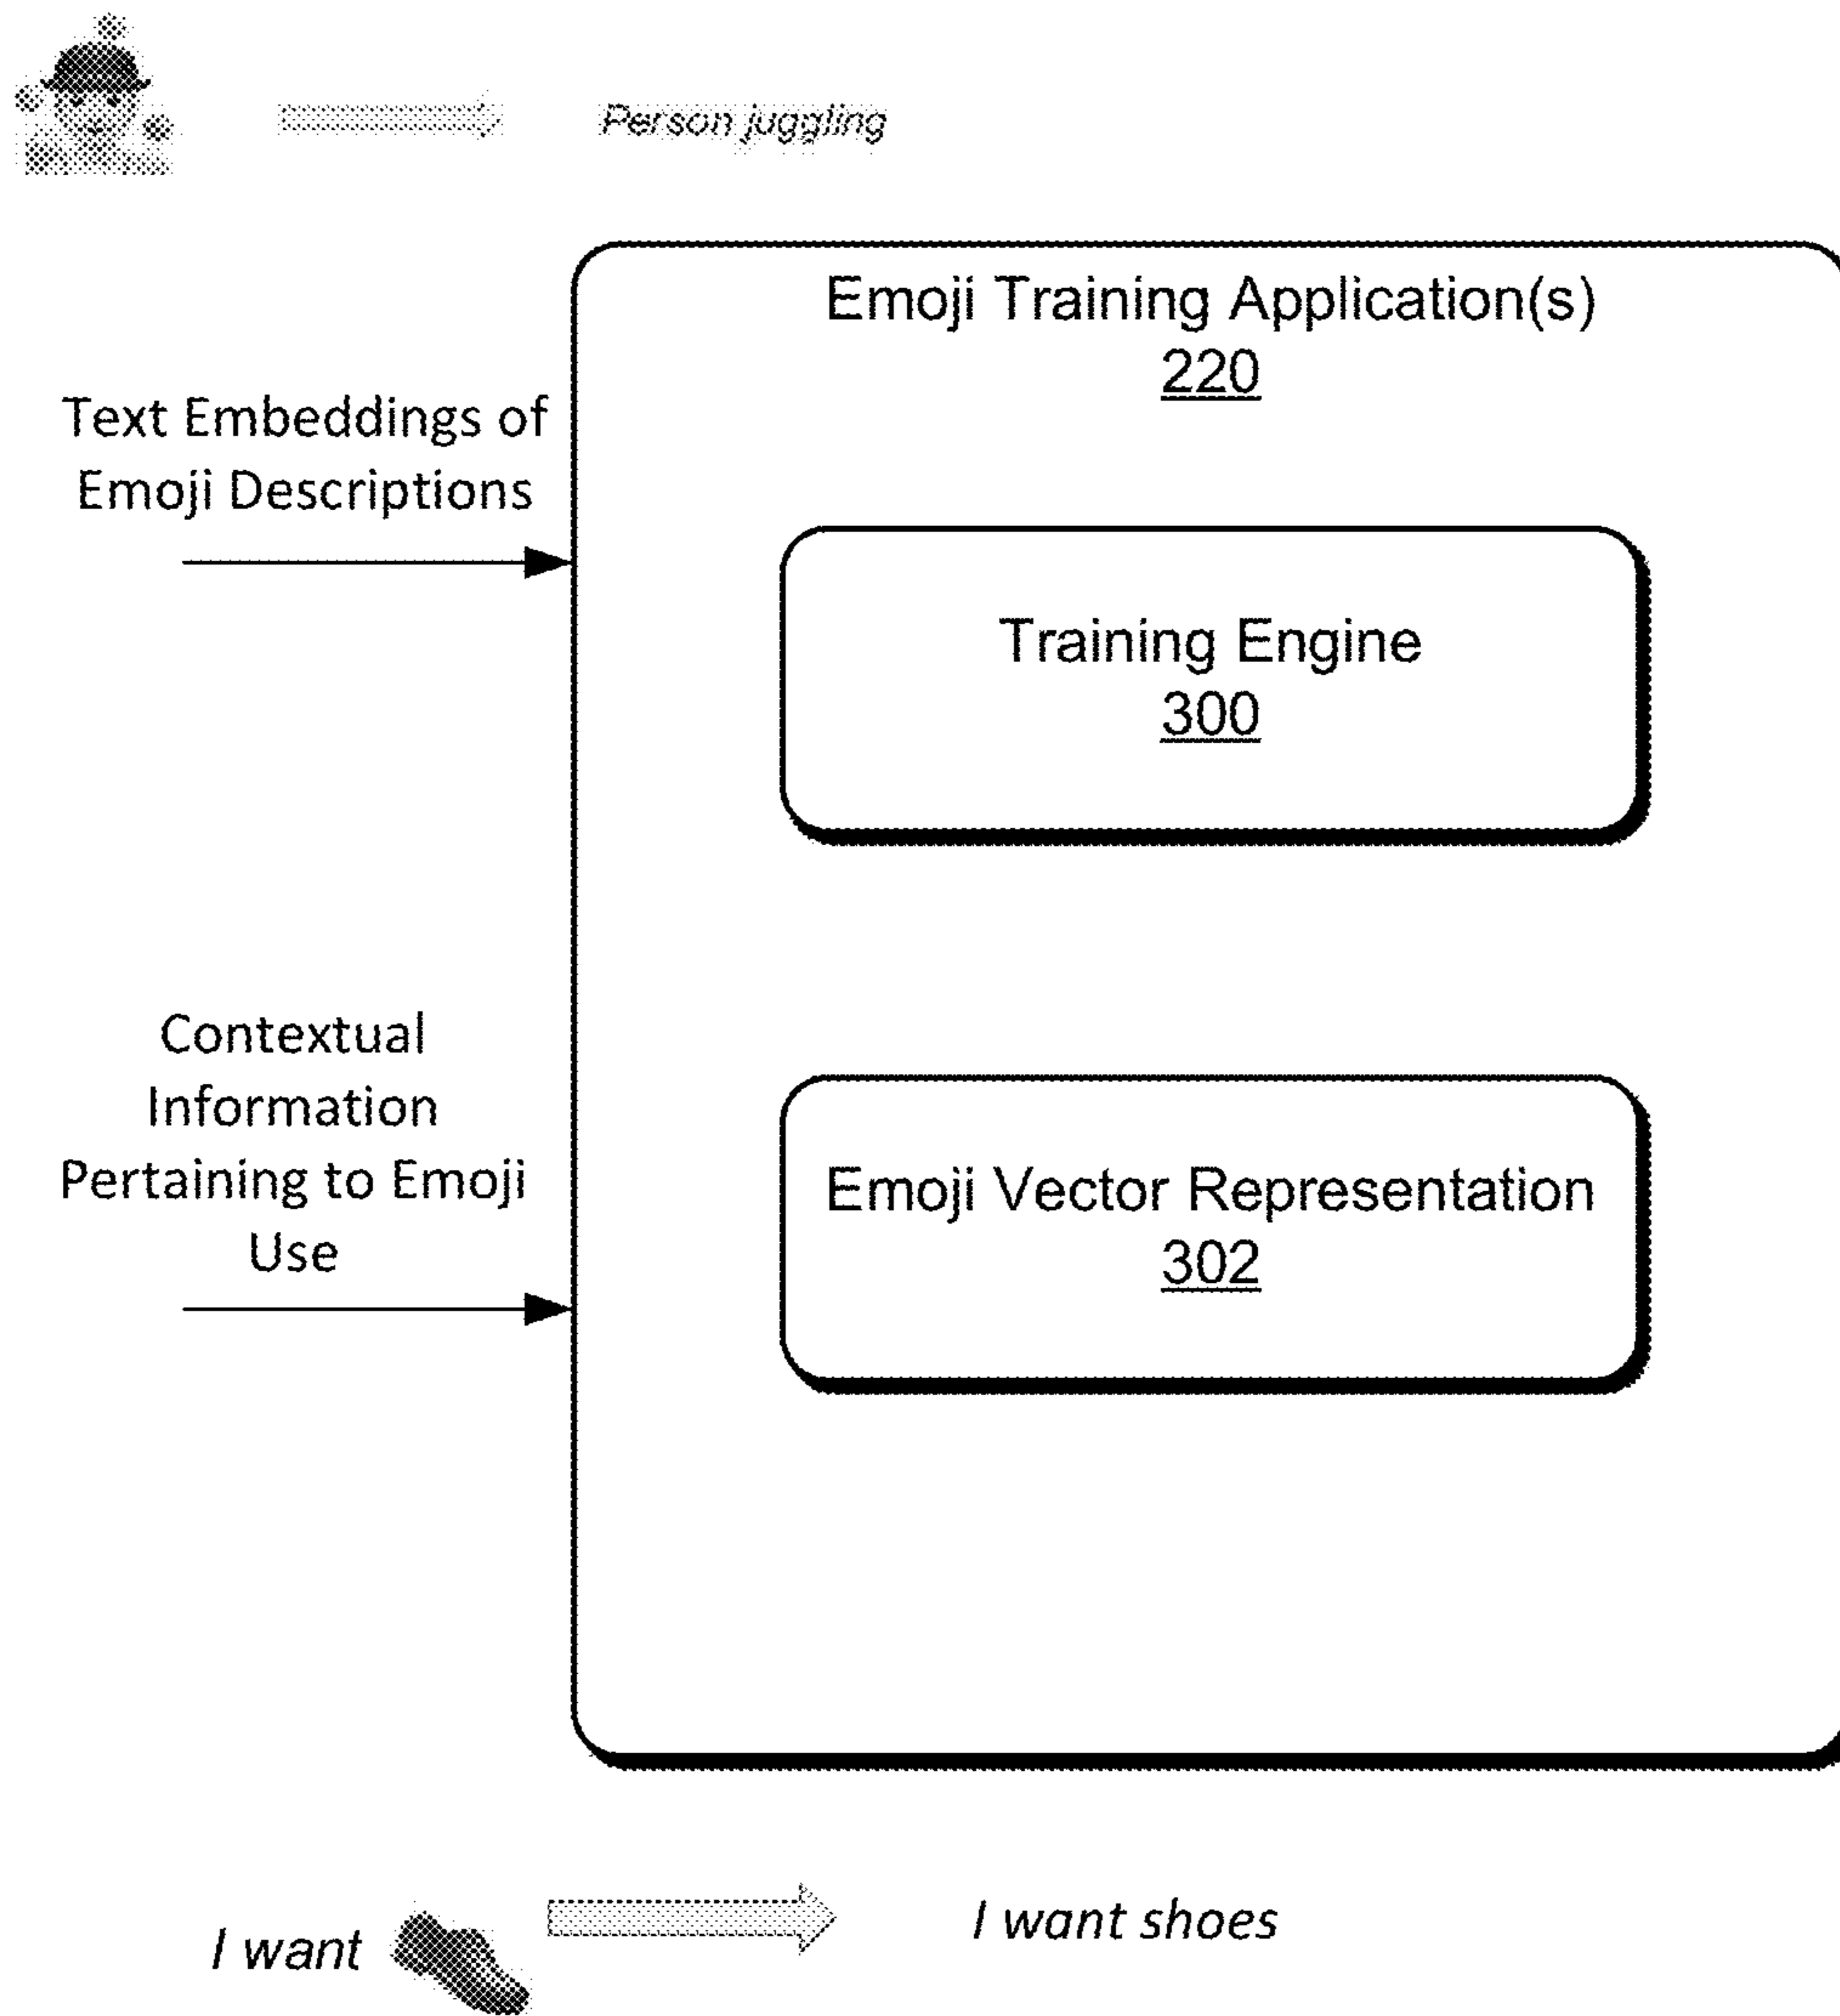 Person juggling
Emoji Training Application(s)
220
Text Embeddings of
Emoji Descriptions
Training Engine
300
Contextual
Information
Pertaining to Emoji
Use
Emoji Vector Representation
302
I want
I want shoes